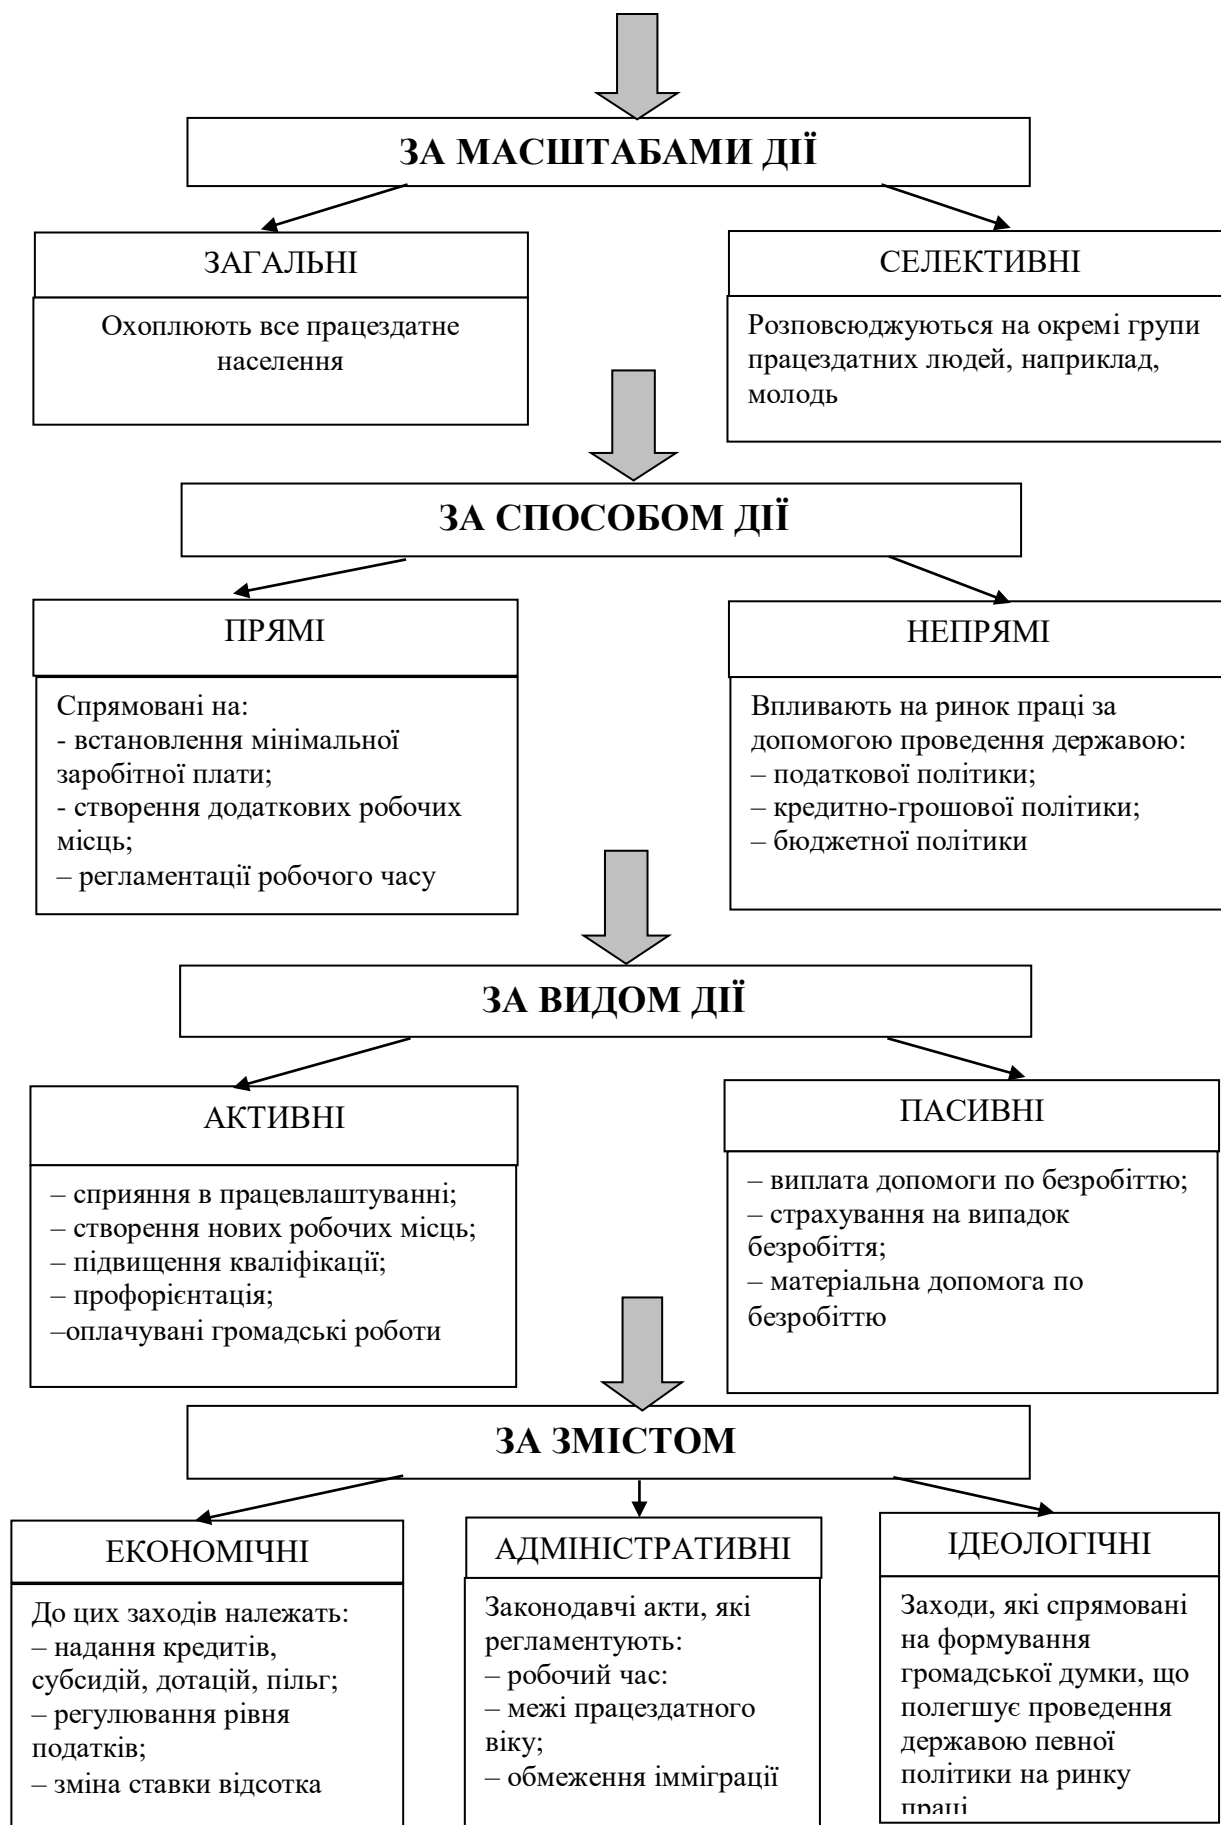 ЗА МАСШТАБАМИ ДІЇ
ЗАГАЛЬНІ
Охоплюють все працездатне
населення
СЕЛЕКТИВНІ
Розповсюджуються на окремі групи
працездатних людей, наприклад,
молодь
ЗА СПОСОБОМ ДІЇ
ПРЯМІ
Спрямовані на:
- встановлення мінімальної
заробітної плати;
- створення додаткових робочих
місць;
– регламентації робочого часу
НЕПРЯМІ
Впливають на ринок праці за
допомогою проведення державою:
– податкової політики;
– кредитно-грошової політики;
– бюджетної політики
ЗА ВИДОМ ДІЇ
АКТИВНІ
– сприяння в працевлаштуванні;
– створення нових робочих місць;
– підвищення кваліфікації;
– профорієнтація;
–оплачувані громадські роботи
ПАСИВНІ
– виплата допомоги по безробіттю;
– страхування на випадок
безробіття;
– матеріальна допомога по
безробіттю
ЗА ЗМІСТОМ
ЕКОНОМІЧНІ
До цих заходів належать:
– надання кредитів,
субсидій, дотацій, пільг;
– регулювання рівня
податків;
– зміна ставки відсотка
АДМІНІСТРАТИВНІ
Законодавчі акти, які
регламентують:
– робочий час:
– межі працездатного
віку;
– обмеження імміграції
ІДЕОЛОГІЧНІ
Заходи, які спрямовані
на формування
громадської думки, що
полегшує проведення
державою певної
політики на ринку
праці